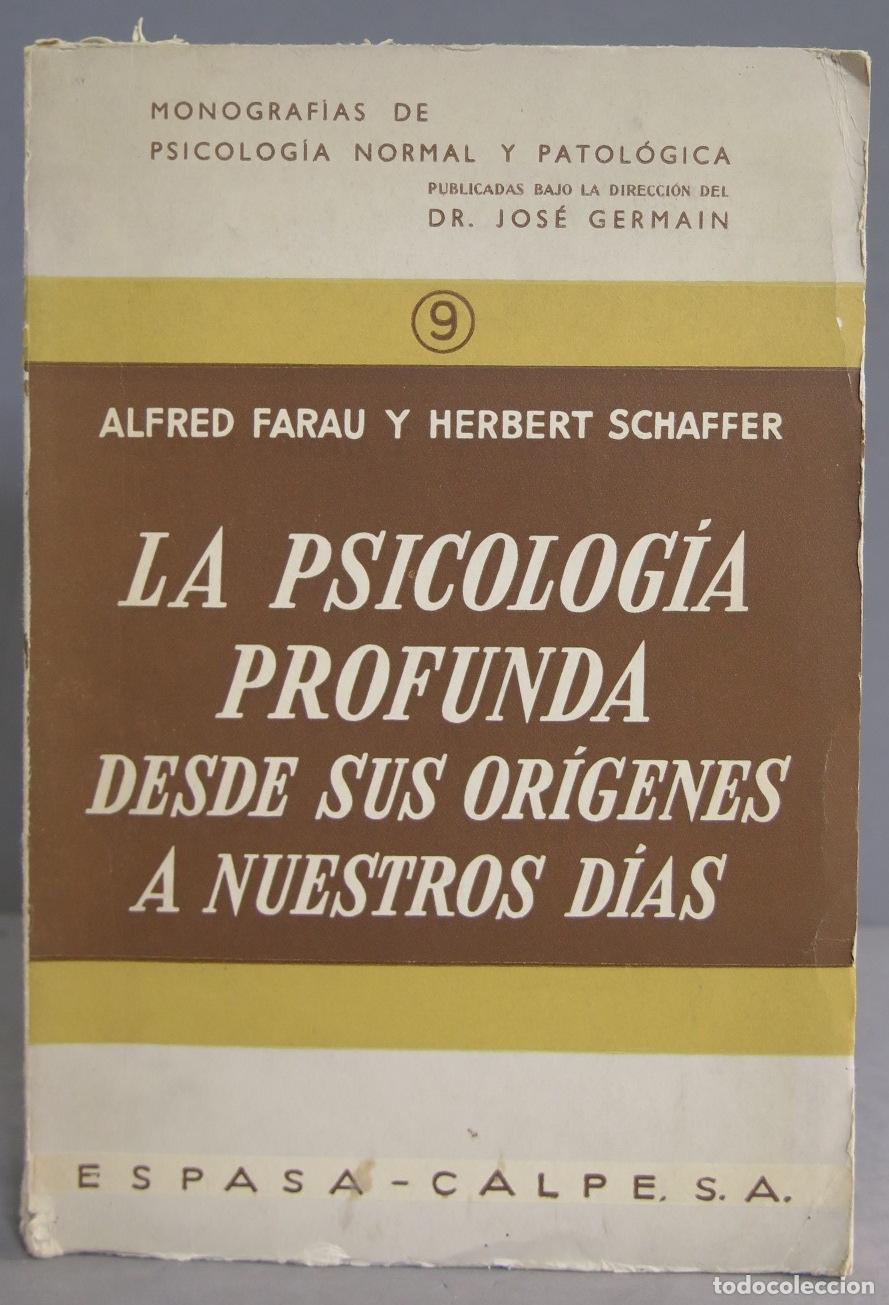 MONOGRAFÍAS DE
PSICOLOGÍA NORMAL Y PATOLÓGICA
PUBLICADAS BAJO LA DIRECCIÓN DEL
DR. JOSÉ GERMAIN
9
ALFRED FARAU Y HERBERT SCHAFFER
LA PSICOLOGÍA
PROFUNDA
DESDE SUS ORÍGENES
A NUESTROS DÍAS
ESPASA-CALPE, S.A.
todocoleccion